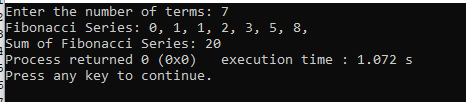 Enter the number of terms: 7
Fibonacci Series: 0, 1, 1, 2, 3, 5, 8,
Sum of Fibonacci Series: 20
Process returned 0 (0x0)   execution time : 1.072 s
Press any key to continue.